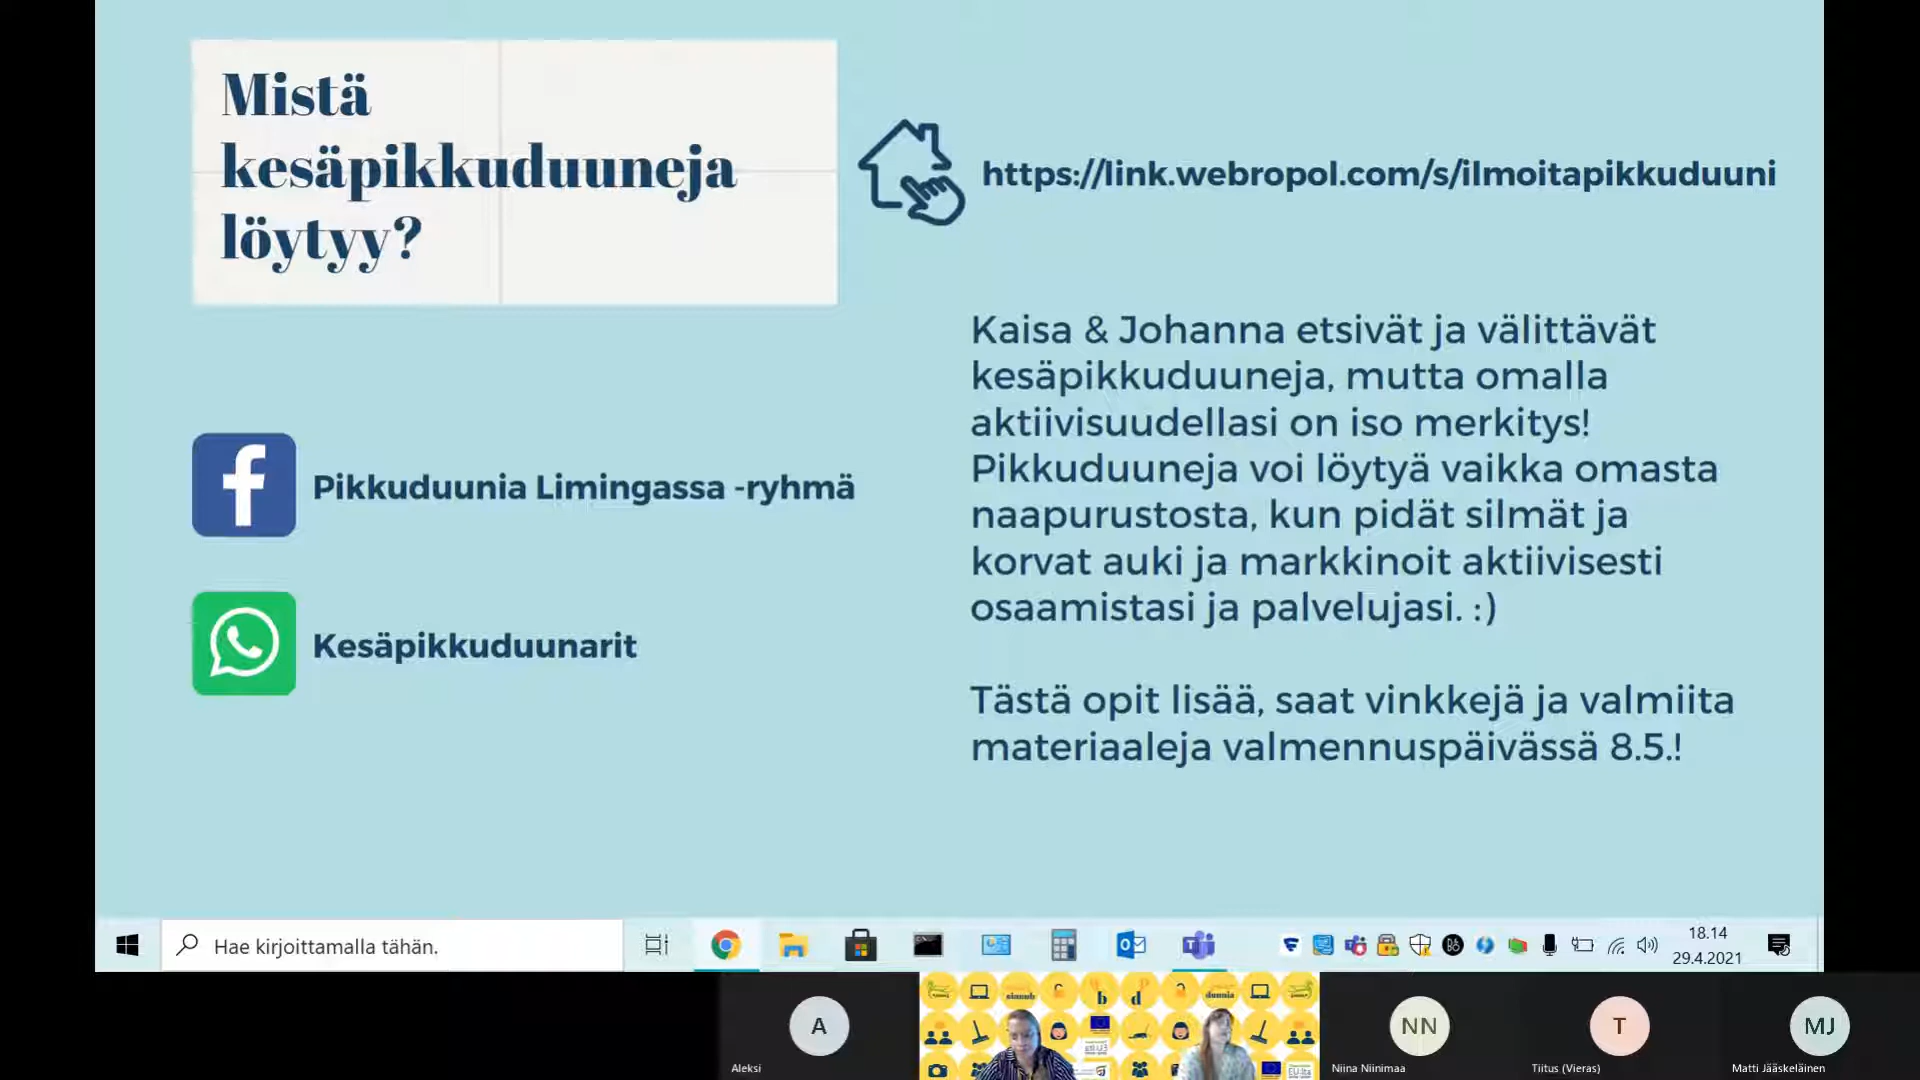 Mistä
kesäpikkuduuneja
löytyy?
https://link.webropol.com/s/ilmoitapikkuduuni
Kaisa & Johanna etsivät ja välittävät
kesäpikkuduuneja, mutta omalla
aktiivisuudellasi on iso merkitys!
Pikkuduuneja voi löytyä vaikka omasta
naapurustosta, kun pidät silmät ja
korvat auki ja markkinoit aktiivisesti
osaamistasi ja palvelujasi. :)
Tästä opit lisää, saat vinkkejä ja valmiita
materiaaleja valmennuspäivässä 8.5.!
Pikkuduunia Limingassa -ryhmä
Kesäpikkuduunarit
Hae kirjoittamalla tähän.
18.14
29.4.2021
A
Aleksi
NN
Niina Niinimaa
T
Tiitus (Vieras)
MJ
Matti Jääskeläinen